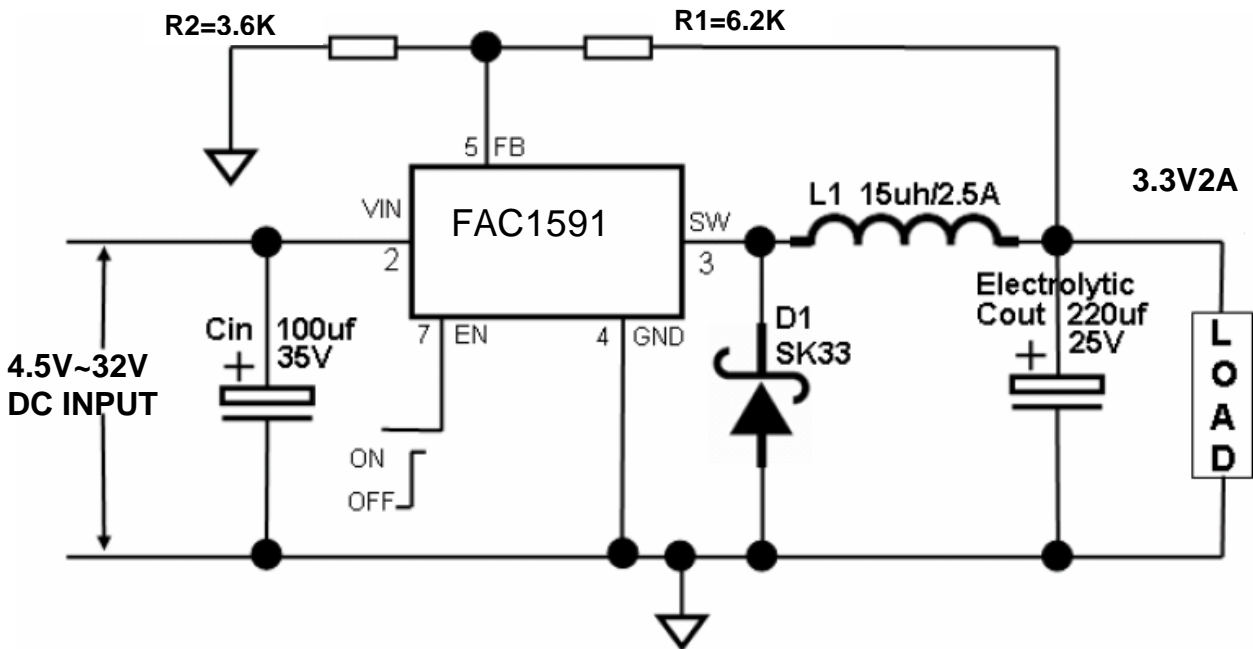 R2=3.6K
R1=6.2K
5 FB
3.3V2A
L1 15uh/2.5A
VIN
FAC1591
SW
2
3
Electrolytic
Cout 220uf
25V
+
D1
SK33
Cin 100uf
35V
+
7 EN
4 GND
4.5V~32V
DC INPUT
ON
OFF
L
O
A
D